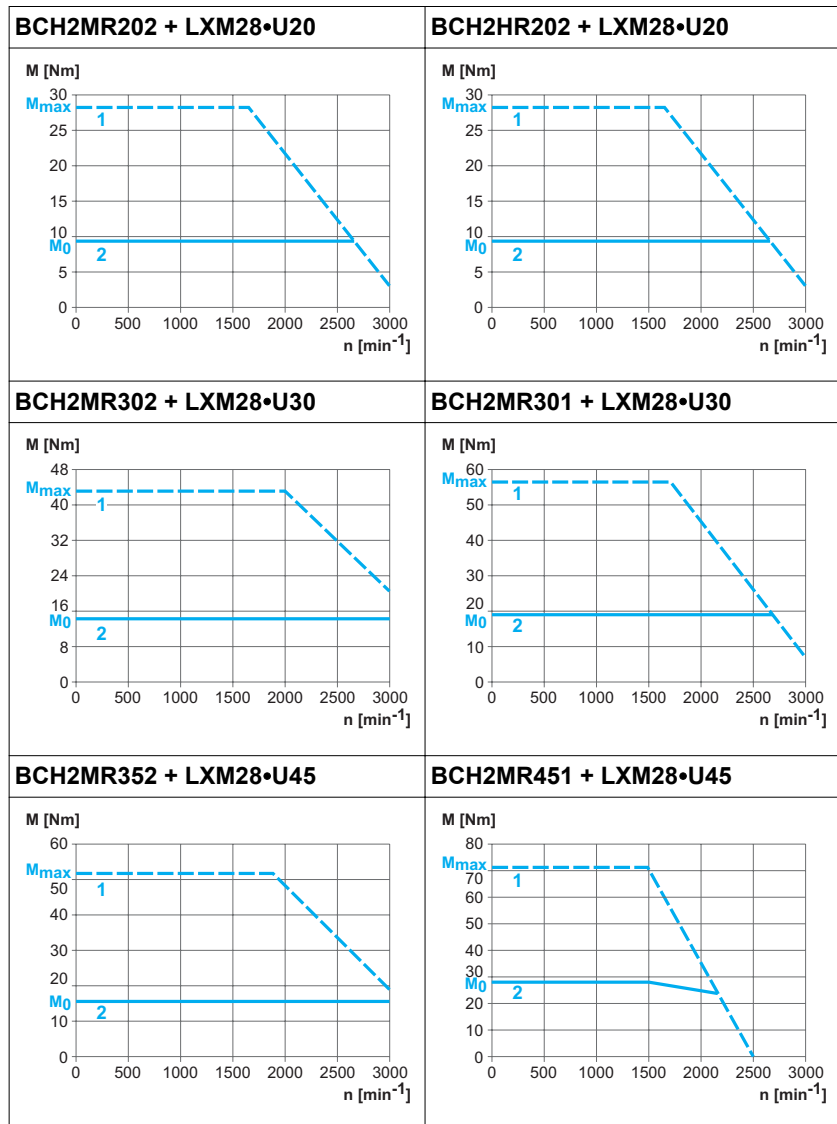 BCH2MR202 + LXM28•U20
M [Nm]
30
Mmax
25
1
20
15
10
M0
2
5
0
0 500 1000 1500 2000 2500 3000
n [min-1]
BCH2HR202 + LXM28•U20
M [Nm]
30
Mmax
25
1
20
15
10
M0
2
5
0
0 500 1000 1500 2000 2500 3000
n [min-1]
BCH2MR302 + LXM28•U30
M [Nm]
48
Mmax
40
1
32
24
16
M0
2
8
0
0 500 1000 1500 2000 2500 3000
n [min-1]
BCH2MR301 + LXM28•U30
M [Nm]
60
Mmax
50
1
40
30
20
M0
2
10
0
0 500 1000 1500 2000 2500 3000
n [min-1]
BCH2MR352 + LXM28•U45
M [Nm]
60
Mmax
50
1
40
30
20
M0
2
10
0
0 500 1000 1500 2000 2500 3000
n [min-1]
BCH2MR451 + LXM28•U45
M [Nm]
80
Mmax
70
1
60
50
40
30
M0
2
20
10
0
0 500 1000 1500 2000 2500 3000
n [min-1]